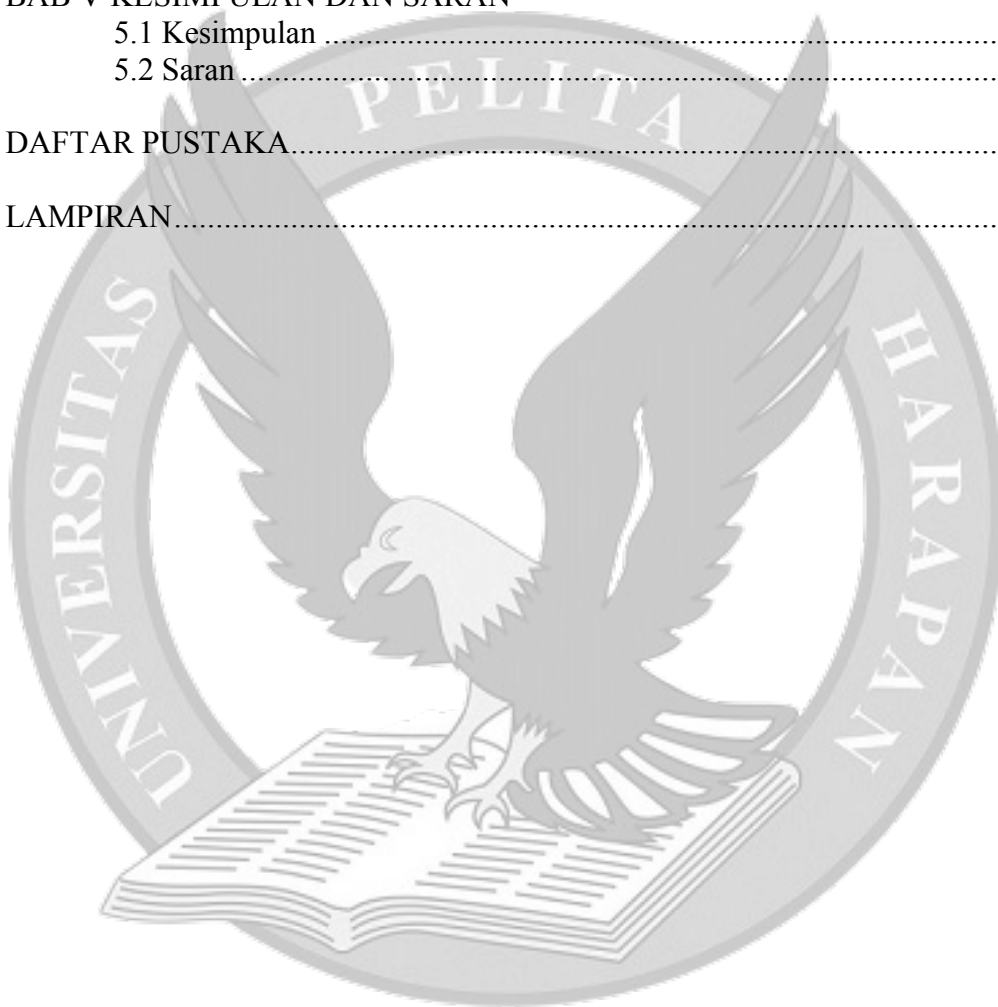 BAB V KESIMPULAN DAN SARAN
5.1 Kesimpulan ....................................................................................
5.2 Saran ...............................................................................................
DAFTAR PUSTAKA.........................................................................................
LAMPIRAN.......................................................................................................
UNIVERSITAS PELITA HARAPAN